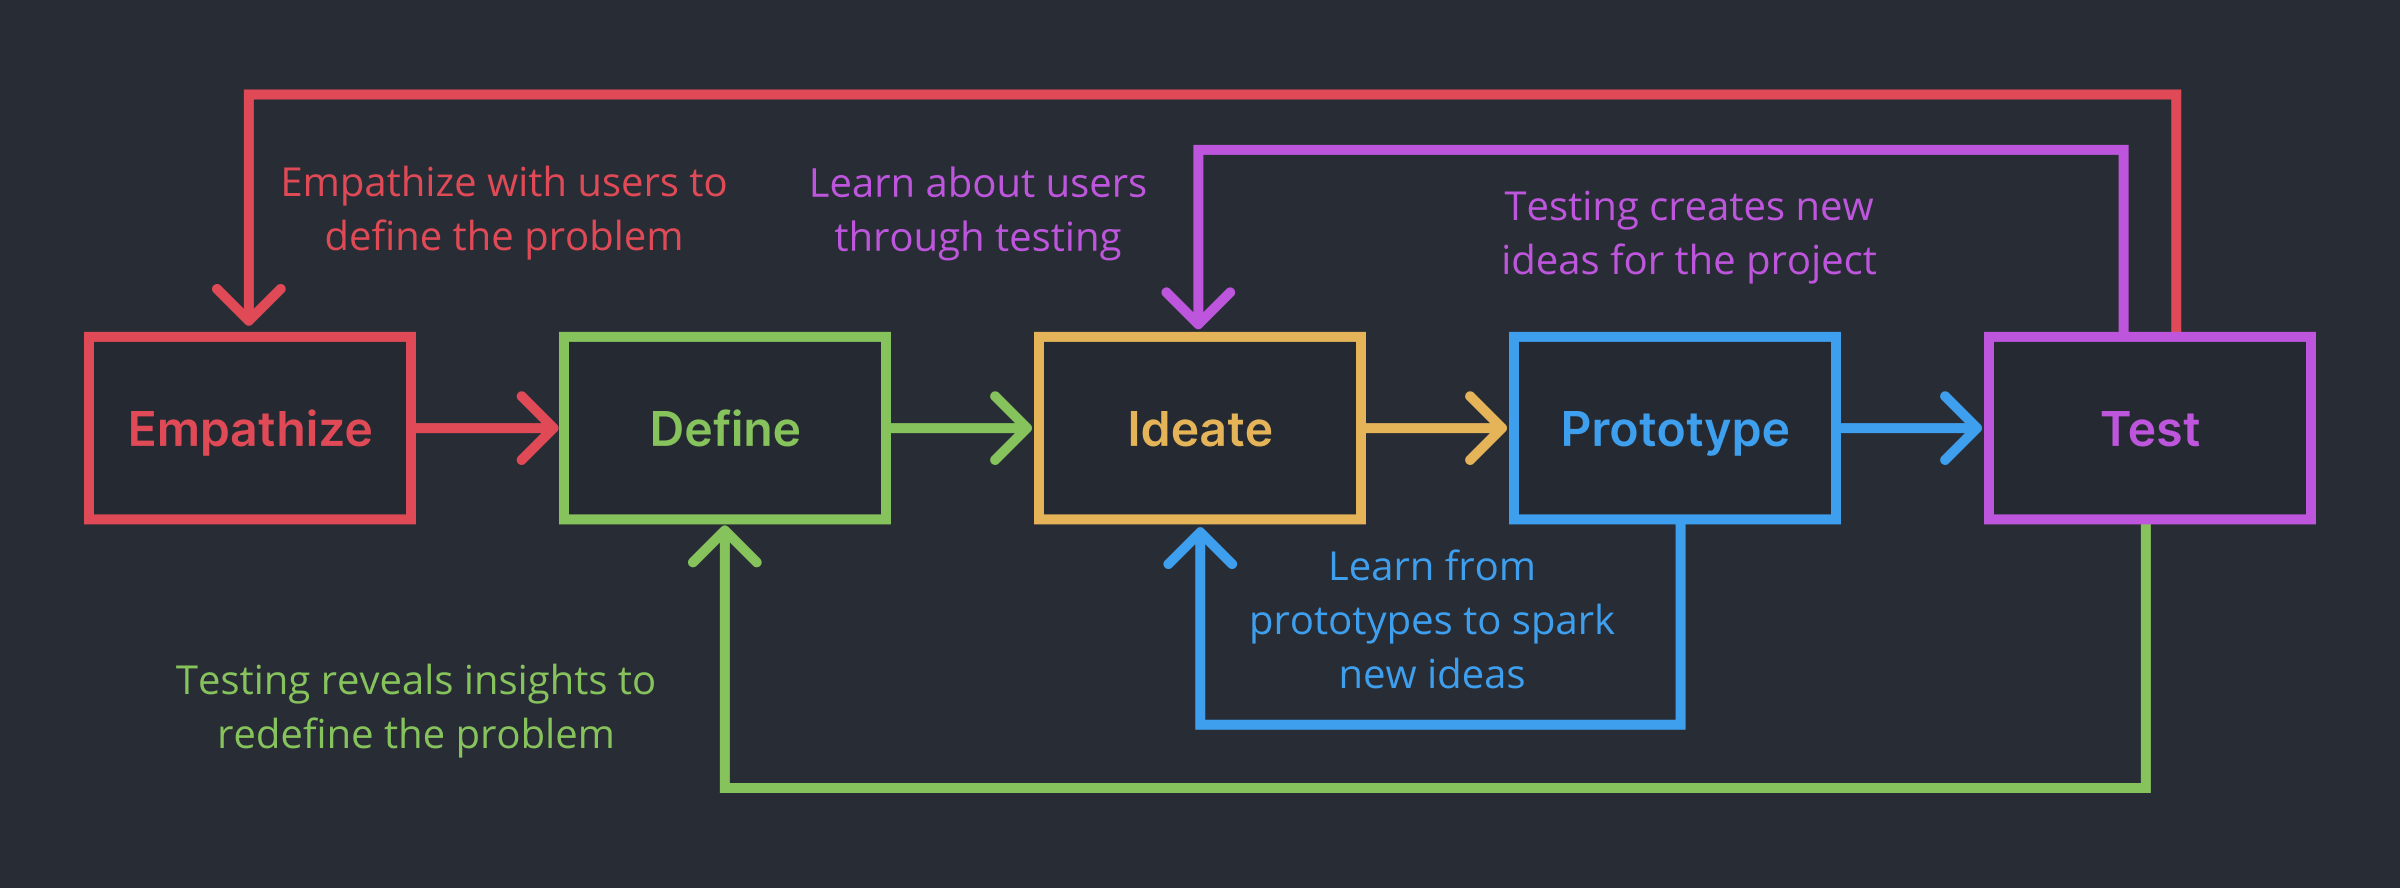 Empathize with users to
define the problem
Learn about users
through testing
Testing creates new
ideas for the project
Empathize
Define
Ideate
Prototype
Test
Learn from
prototypes to spark
new ideas
Testing reveals insights to
redefine the problem